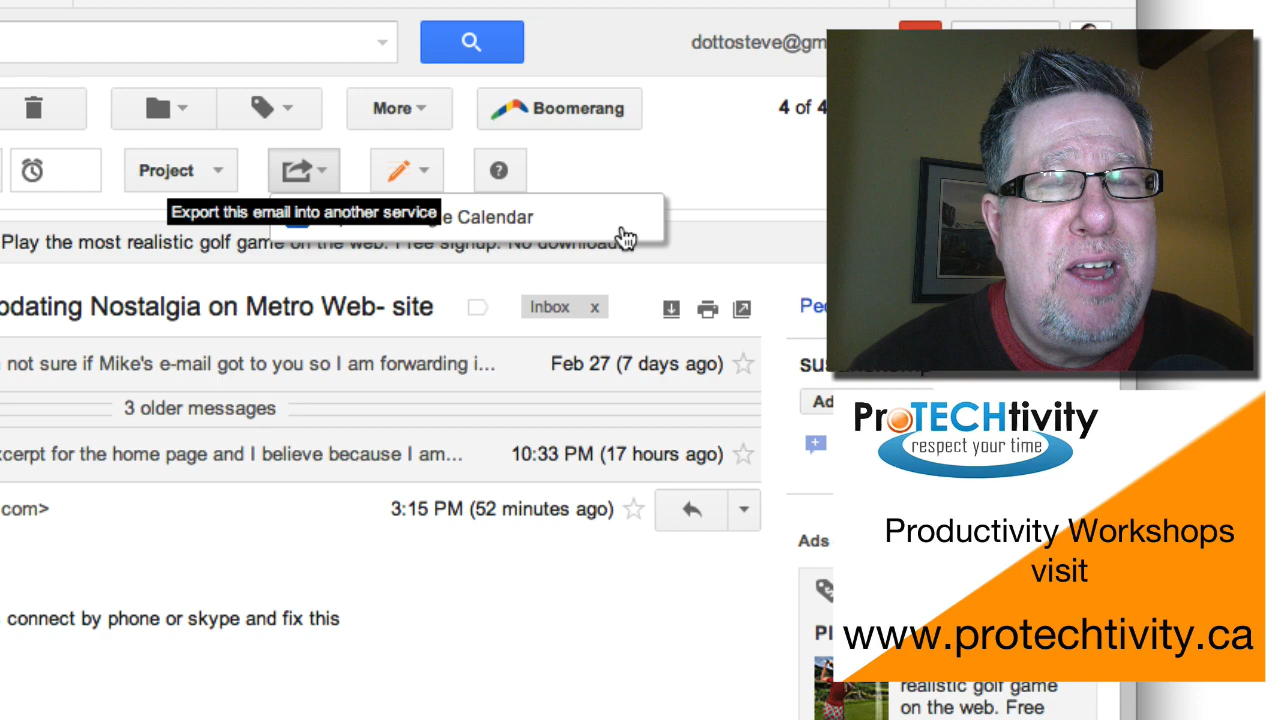 dottosteve@gm
More
Boomerang
4 of 4
Project
?
Export this email into another service
e Calendar
Play the most realistic golf game on the web. Free signup. No download
pdating Nostalgia on Metro Web- site
Inbox x
Peo
not sure if Mike's e-mail got to you so I am forwarding i...
Feb 27 (7 days ago)
3 older messages
Ad
xcerpt for the home page and I believe because I am...
10:33 PM (17 hours ago)
com>
3:15 PM (52 minutes ago)
connect by phone or skype and fix this
Ads
Pl
realistic golf game
on the web. Free
ProTECHtivity
respect your time
Productivity Workshops
visit
www.protechtivity.ca